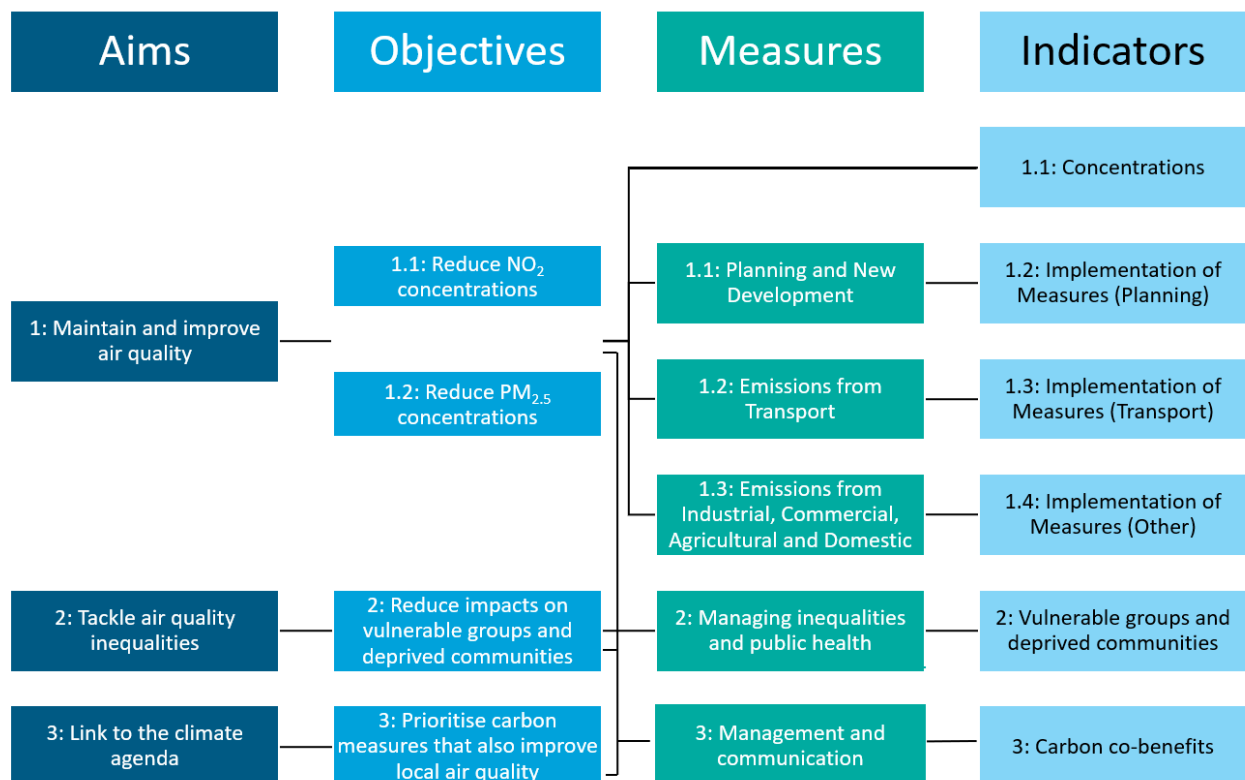 Aims
Objectives
Measures
Indicators
1.1: Concentrations
1.1: Reduce NO₂
concentrations
1.1: Planning and New
Development
1.2: Implementation of
Measures (Planning)
1: Maintain and improve
air quality
1.2: Reduce PM₂.₅
concentrations
1.2: Emissions from
Transport
1.3: Implementation of
Measures (Transport)
1.3: Emissions from
Industrial, Commercial,
Agricultural and Domestic
1.4: Implementation of
Measures (Other)
2: Tackle air quality
inequalities
2: Reduce impacts on
vulnerable groups and
deprived communities
2: Managing inequalities
and public health
2: Vulnerable groups and
deprived communities
3: Link to the climate
agenda
3: Prioritise carbon
measures that also improve
local air quality
3: Management and
communication
3: Carbon co-benefits